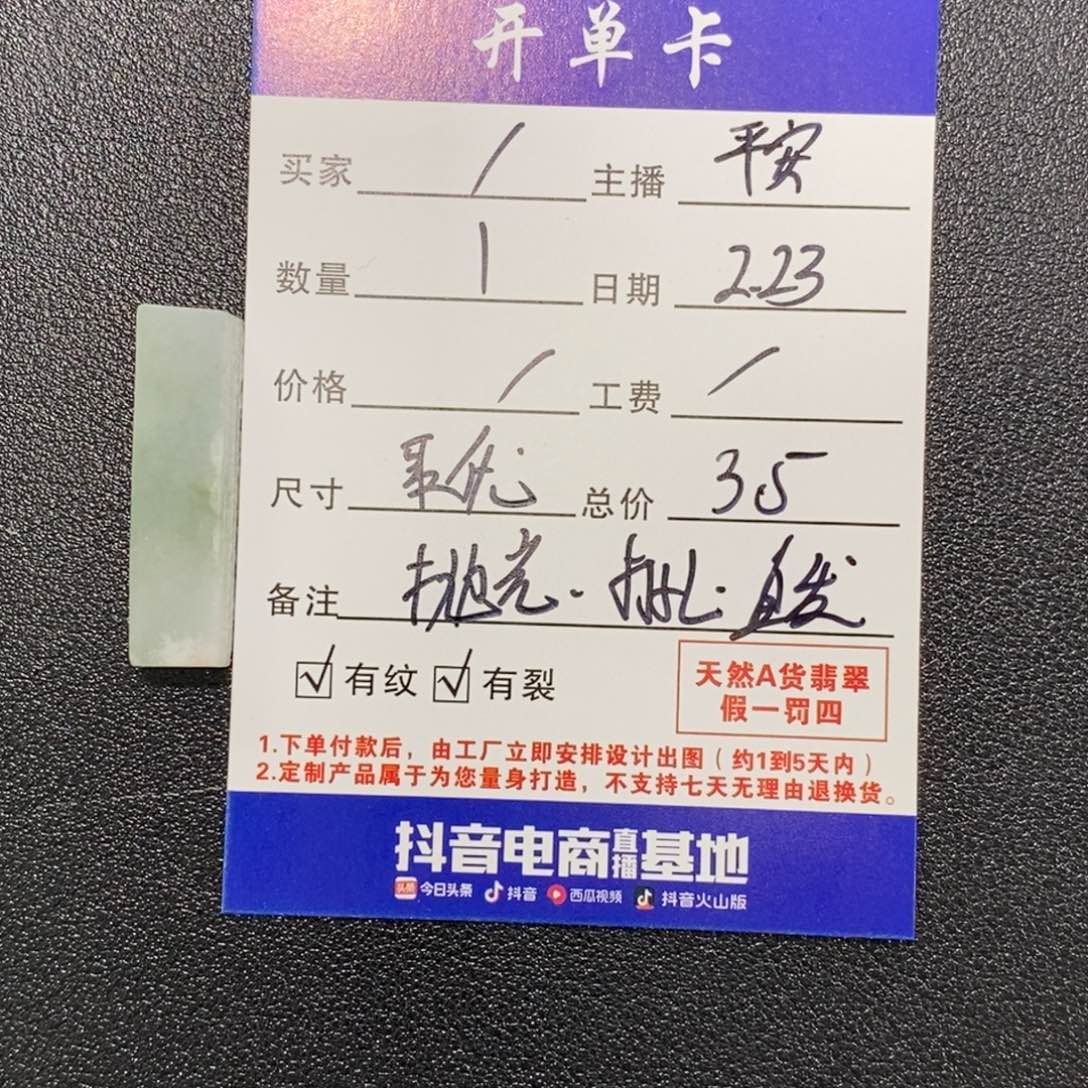 开单卡
买家 / 主播 平安
数量 1 日期 2.23
价格 / 工费 /
尺寸 总价 35
备注 抛光. 直发
☑有纹 ☑有裂
天然A货翡翠
假一罚四
1.下单付款后，由工厂立即安排设计出图（约1到5天内）
2.定制产品属于为您量身打造，不支持七天无理由退换货。
抖音电商直播基地
头条 今日头条 抖音 西瓜视频 抖音火山版